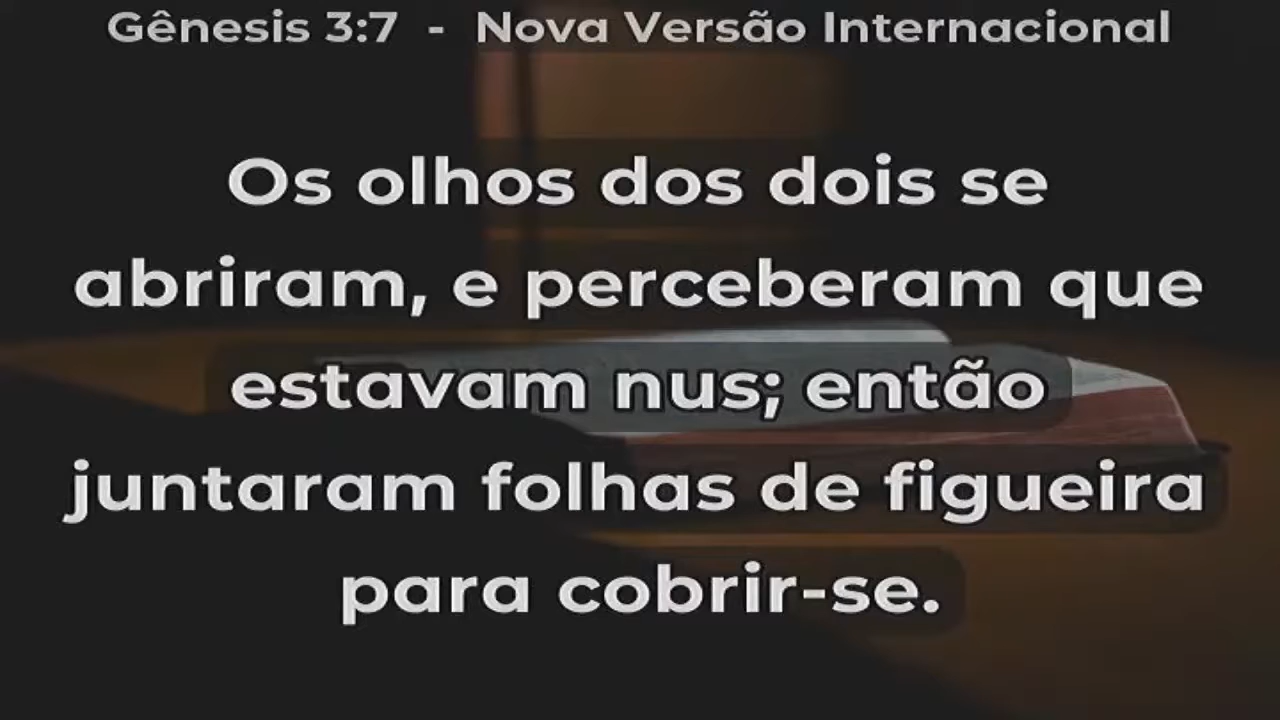 Gênesis 3:7 - Nova Versão Internacional
Os olhos dos dois se
abriram, e perceberam que
estavam nus; então
juntaram folhas de figueira
para cobrir-se.